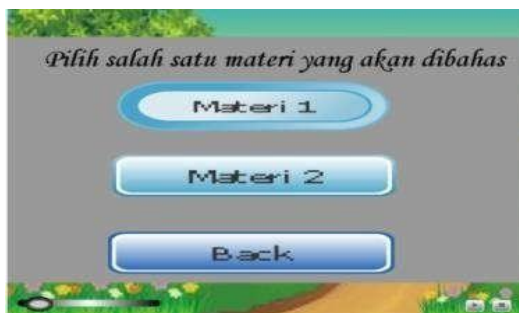 Pilih salah satu materi yang akan dibahas
Materi 1
Materi 2
Back